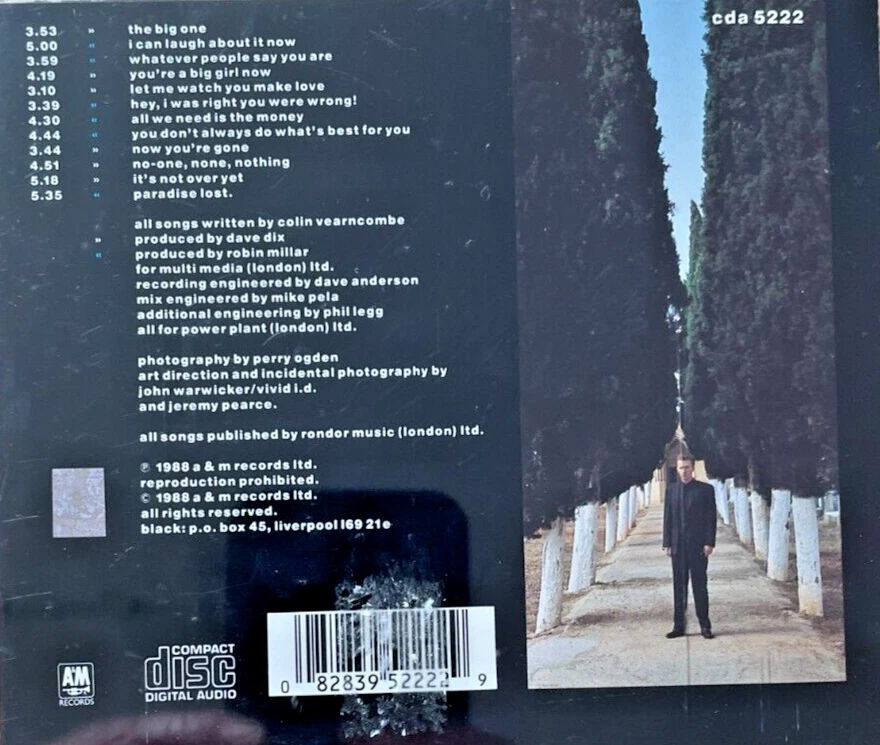 cda 5222
3.53 » the big one
5.00 « i can laugh about it now
3.59 » whatever people say you are
4.19 » you're a big girl now
3.10 » let me watch you make love
3.39 « hey, i was right you were wrong!
4.30 « all we need is the money
4.44 « you don't always do what's best for you
3.44 » now you're gone
4.51 » no-one, none, nothing
5.18 » it's not over yet
5.35 « paradise lost.
all songs written by colin vearncombe
» produced by dave dix
« produced by robin millar
for multi media (london) ltd.
recording engineered by dave anderson
mix engineered by mike pela
additional engineering by phil legg
all for power plant (london) ltd.
photography by perry ogden
art direction and incidental photography by
john warwicker/vivid i.d.
and jeremy pearce.
all songs published by rondor music (london) ltd.
℗ 1988 a & m records ltd.
reproduction prohibited.
© 1988 a & m records ltd.
all rights reserved.
black: p.o. box 45, liverpool l69 21e
A&M
RECORDS
COMPACT
disc
DIGITAL AUDIO
0 82839 52222 9